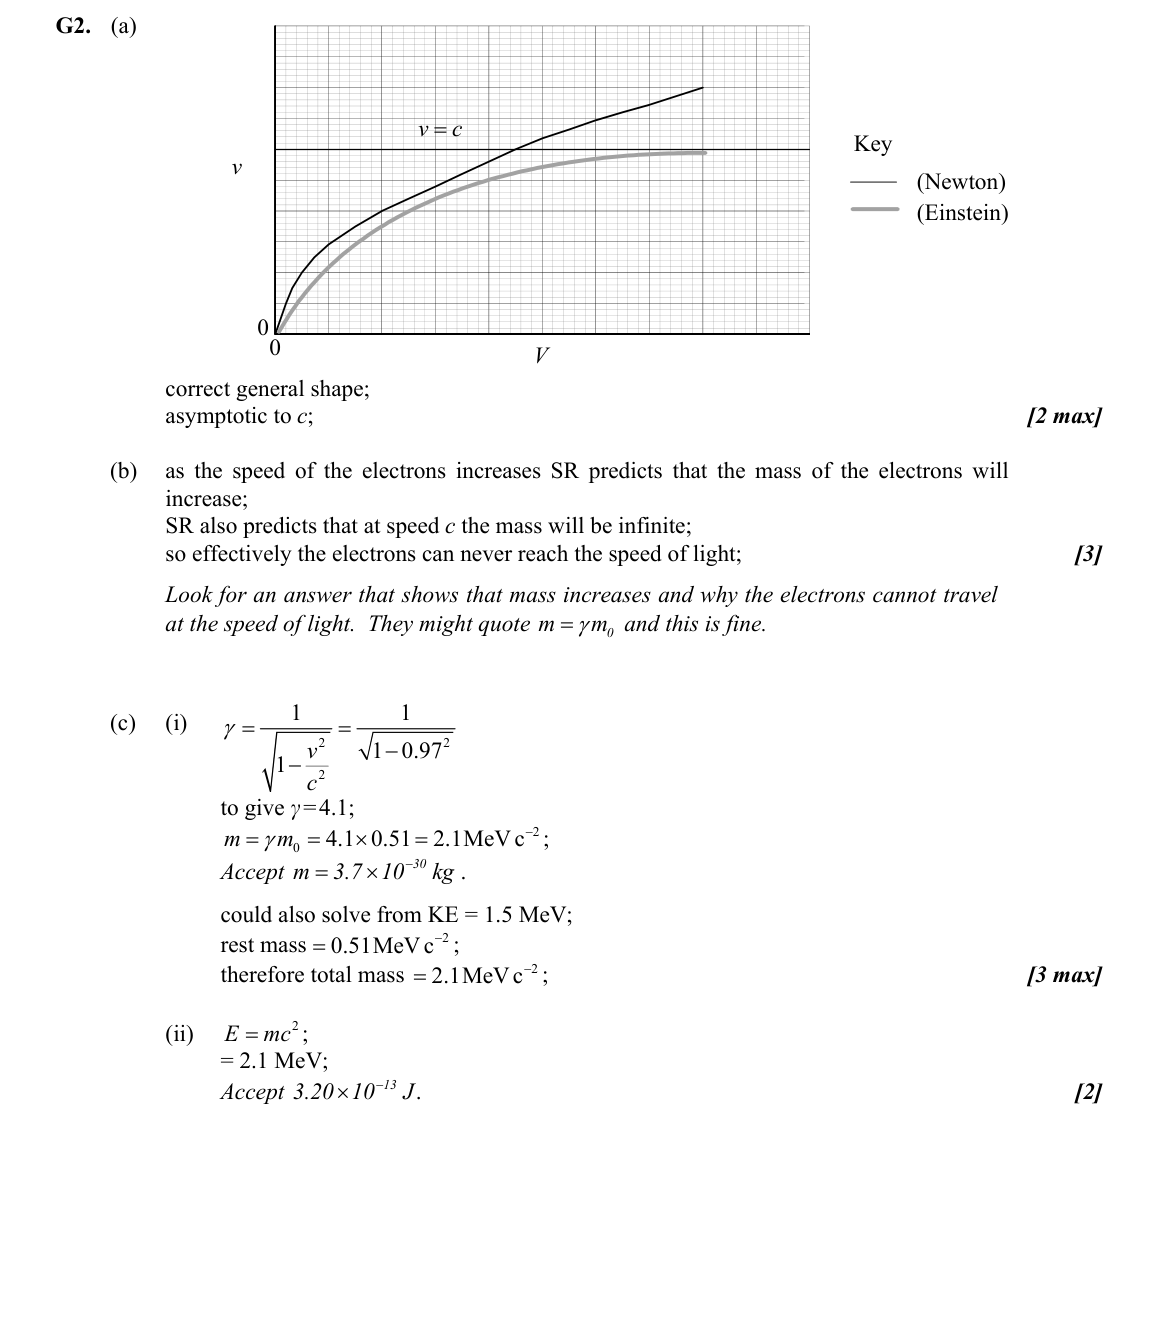 G2. (a)
v = c
v
Key
(Newton)
(Einstein)
0
0
V
correct general shape;
asymptotic to c; [2 max]
(b) as the speed of the electrons increases SR predicts that the mass of the electrons will
increase;
SR also predicts that at speed c the mass will be infinite;
so effectively the electrons can never reach the speed of light; [3]
Look for an answer that shows that mass increases and why the electrons cannot travel
at the speed of light. They might quote m = γm₀ and this is fine.
(c) (i) γ = 1/√(1 − v²/c²) = 1/√(1 − 0.97²)
to give γ=4.1;
m = γm₀ = 4.1 × 0.51 = 2.1 MeV c⁻² ;
Accept m = 3.7 × 10⁻³⁰ kg .
could also solve from KE = 1.5 MeV;
rest mass = 0.51 MeV c⁻² ;
therefore total mass = 2.1 MeV c⁻² ; [3 max]
(ii) E = mc² ;
= 2.1 MeV;
Accept 3.20 × 10⁻¹³ J. [2]